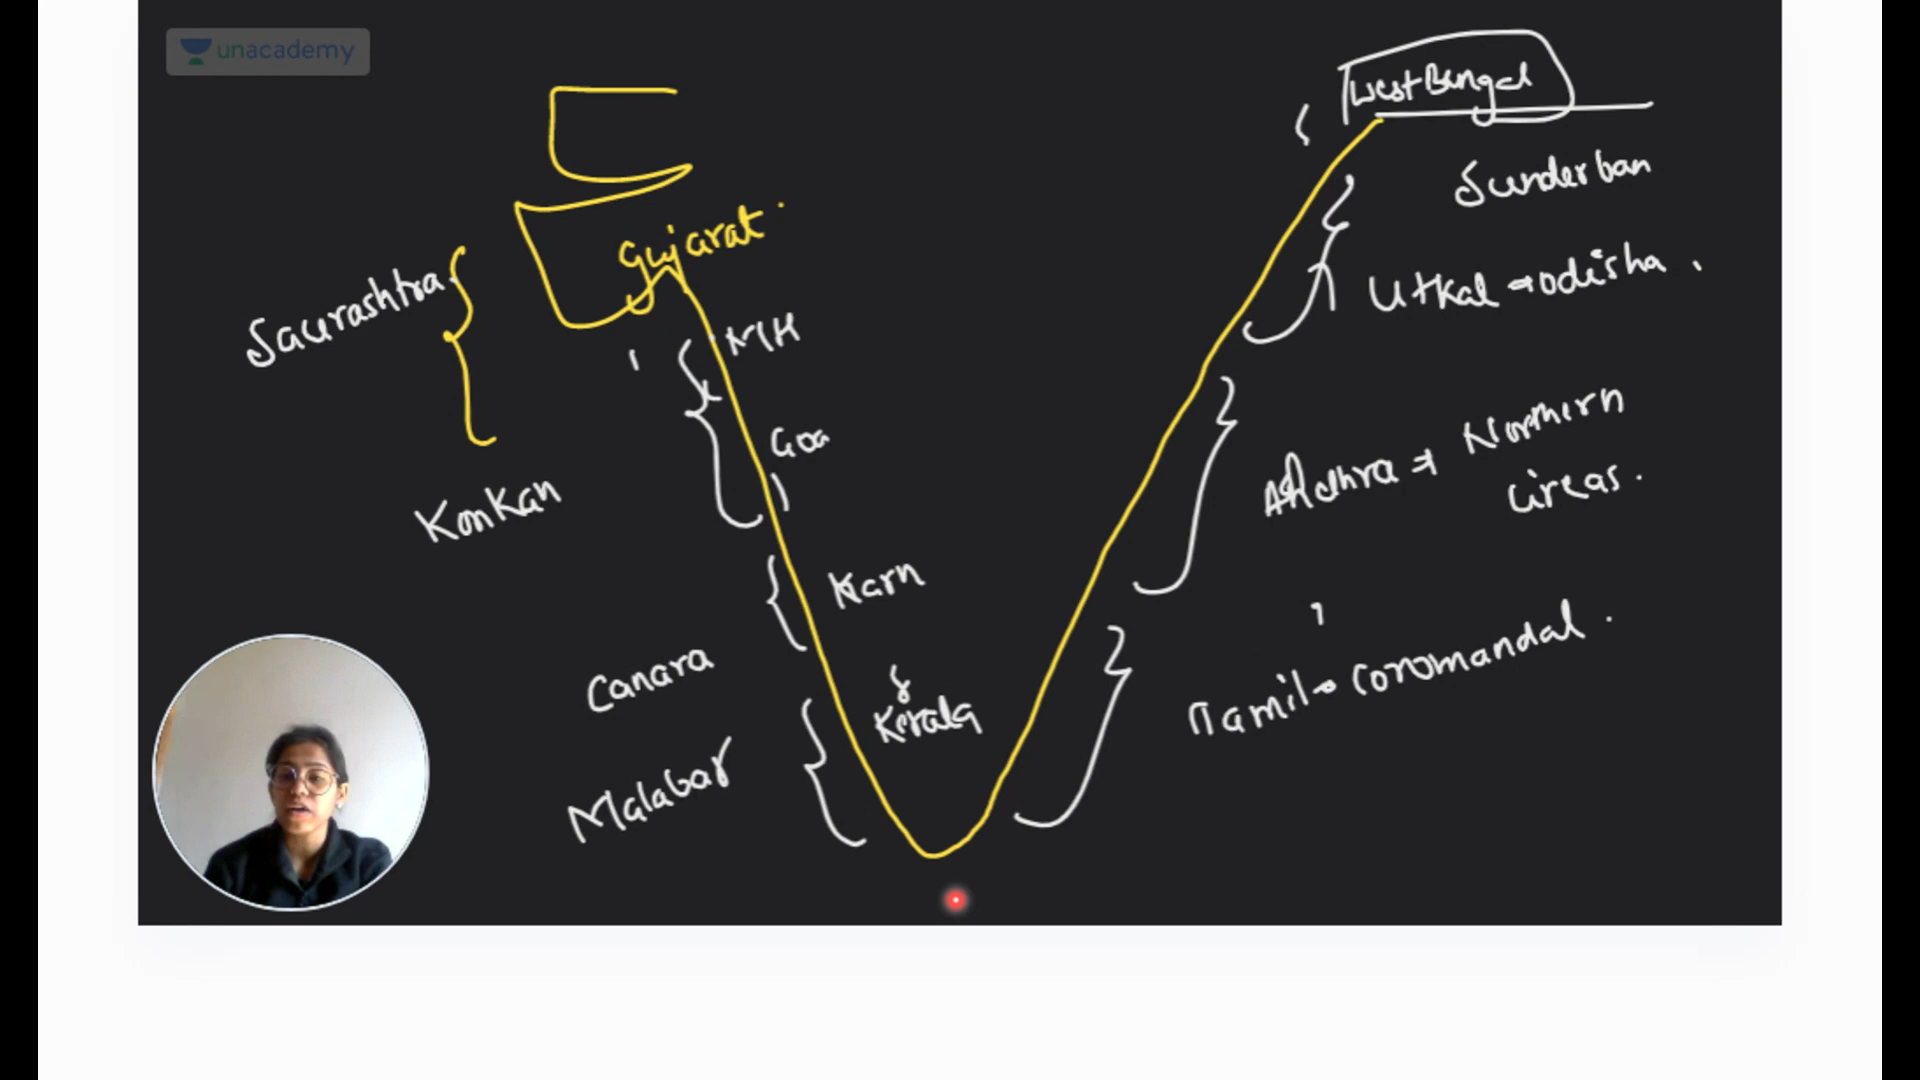 unacademy
West Bengal
Sunderban
Gujarat
Saurashtra
Utkal → odisha
MH
Goa
Andhra → Northern
Circas
Konkan
Karn
Canara
Tamil → coromandal
Kerala
Malabar